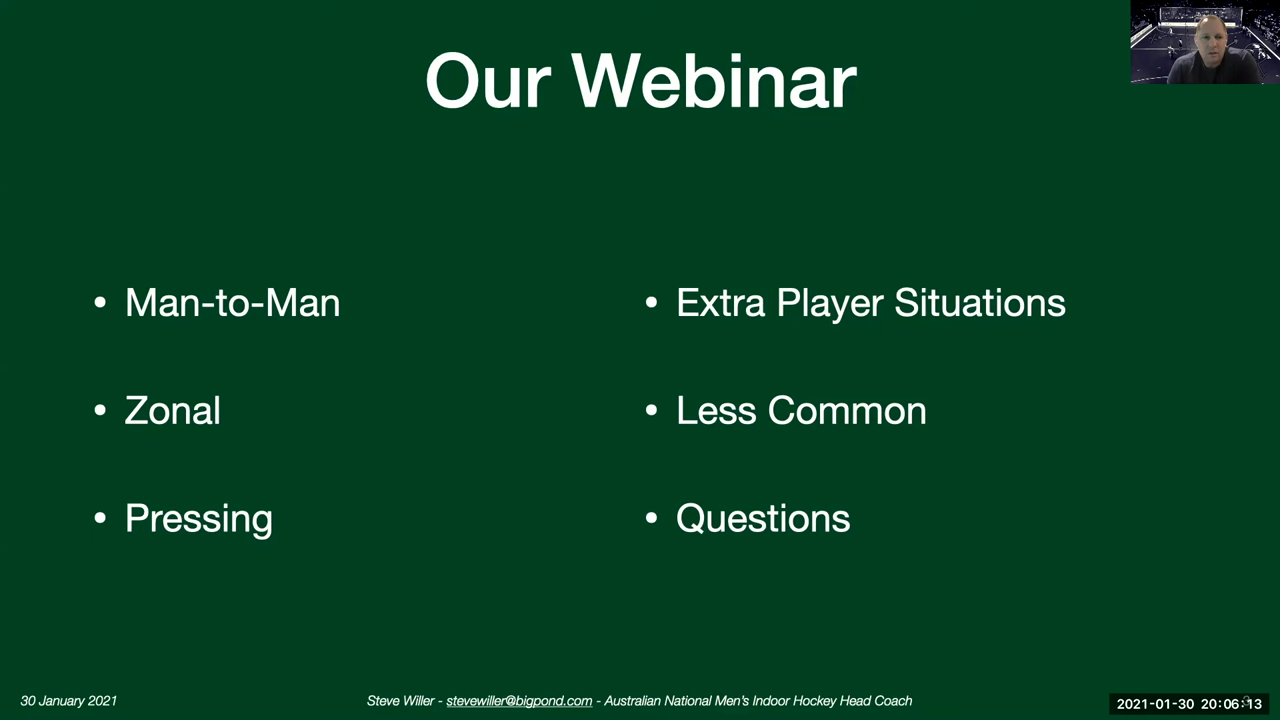 Our Webinar
• Man-to-Man
• Zonal
• Pressing
• Extra Player Situations
• Less Common
• Questions
30 January 2021
Steve Willer - stevewiller@bigpond.com - Australian National Men's Indoor Hockey Head Coach
2021-01-30 20:06:13